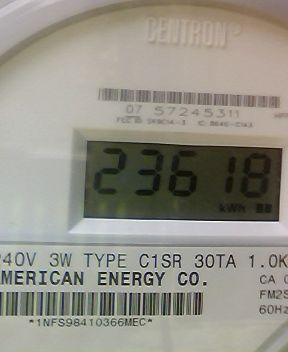 CENTRON®
07 57245311
23618
kWh
240V 3W TYPE C1SR 30TA 1.0K
AMERICAN ENERGY CO.
CA
FM2S
60Hz
*1NFS98410366MEC*